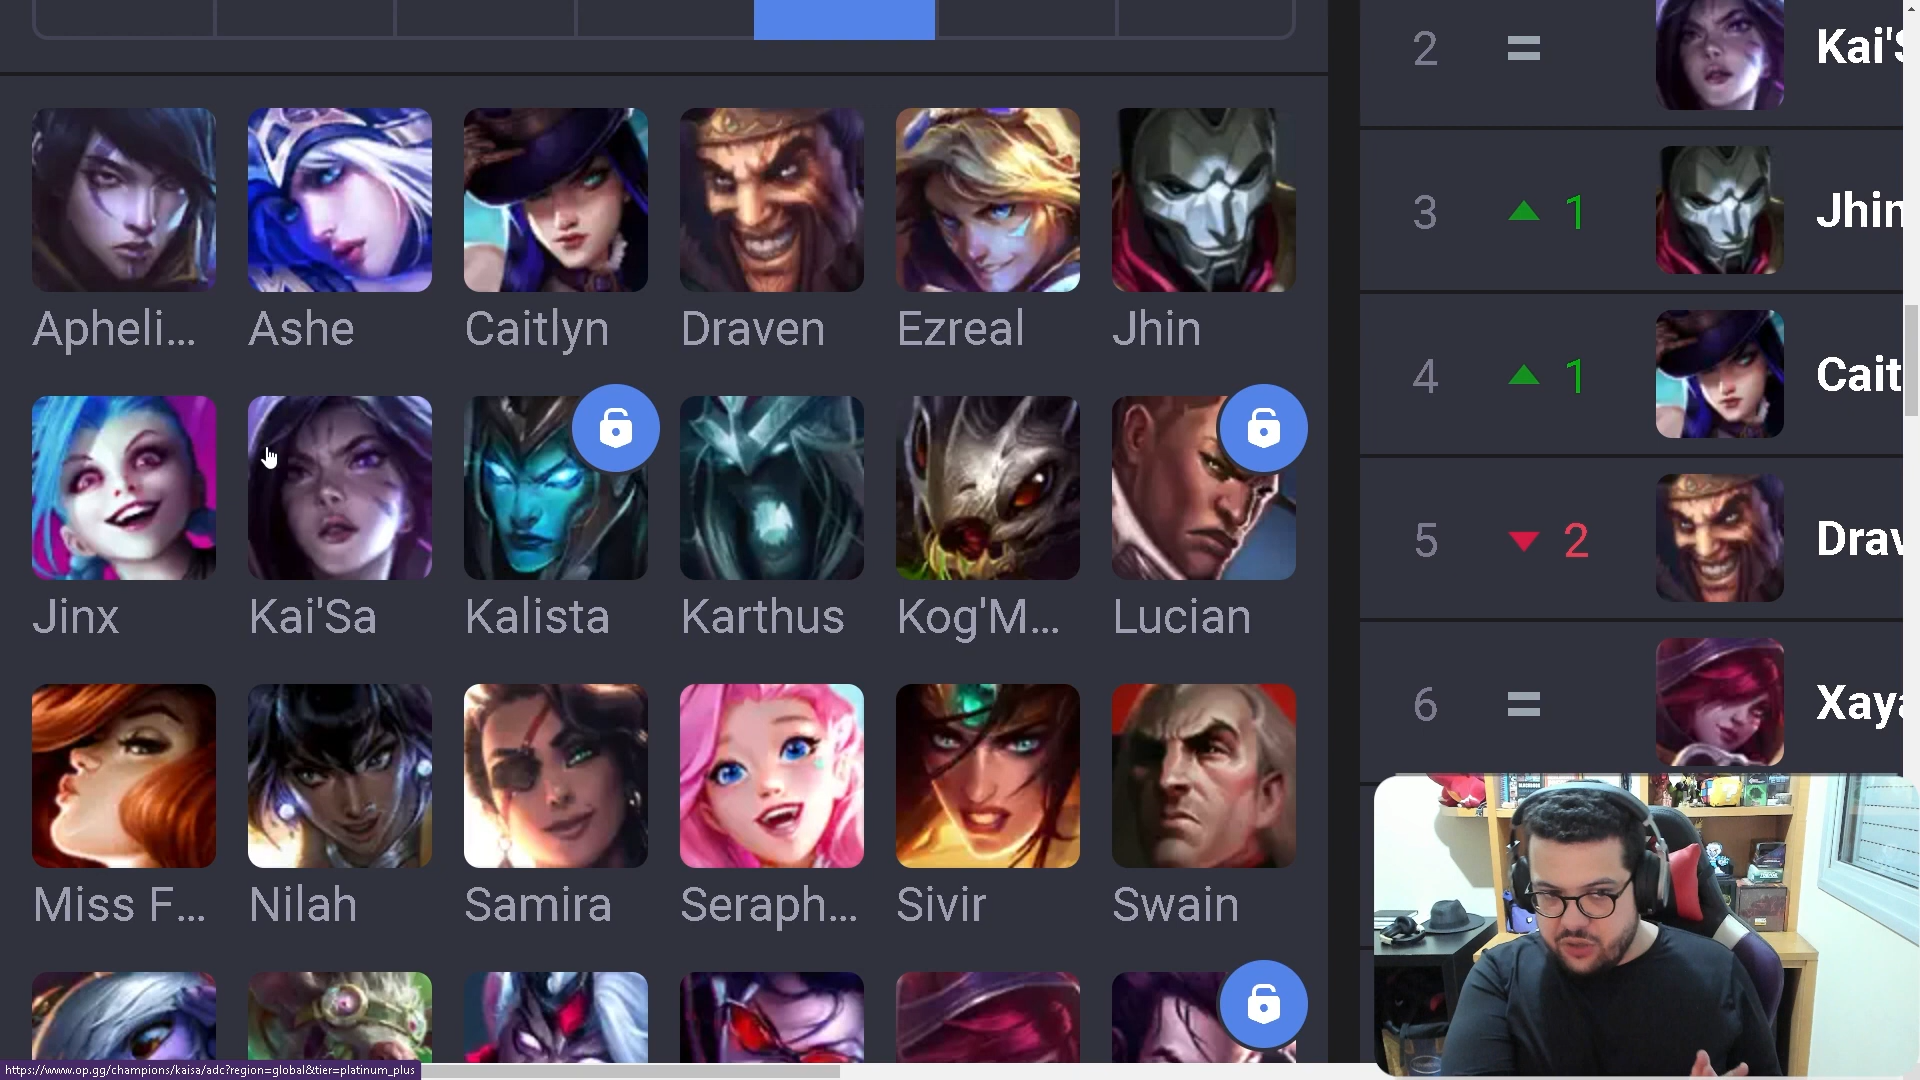 2 Kai'S
Apheli... Ashe Caitlyn Draven Ezreal Jhin
3 1 Jhin
4 1 Cait
Jinx Kai'Sa Kalista Karthus Kog'M... Lucian
5 2 Drav
6 Xaya
Miss F... Nilah Samira Seraph... Sivir Swain
https://www.op.gg/champions/kaisa/adc?region=global&tier=platinum_plus